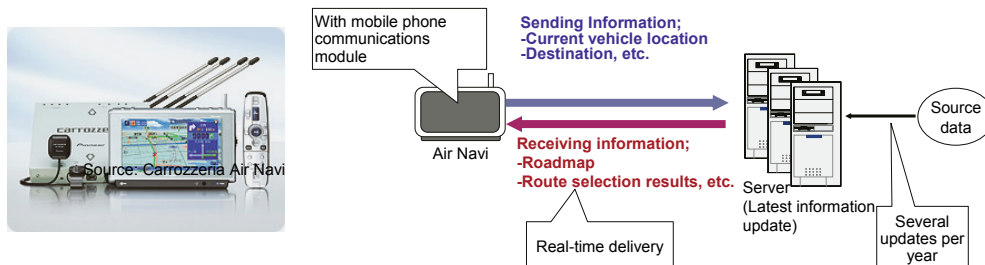 carrozze
Pioneer
Source: Carrozzeria Air Navi
With mobile phone
communications
module
Air Navi
Sending Information;
-Current vehicle location
-Destination, etc.
Receiving information;
-Roadmap
-Route selection results, etc.
Real-time delivery
Server
(Latest information
update)
Source
data
Several
updates per
year